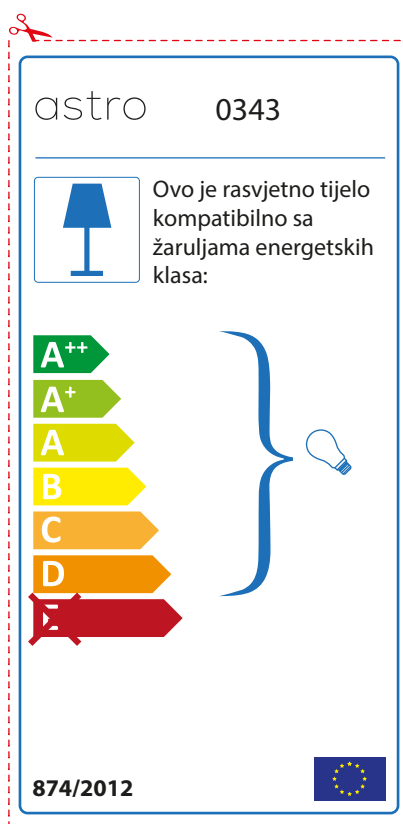 astro 0343
Ovo je rasvjetno tijelo
kompatibilno sa
žaruljama energetskih
klasa:
A++
A+
A
B
C
D
E
874/2012